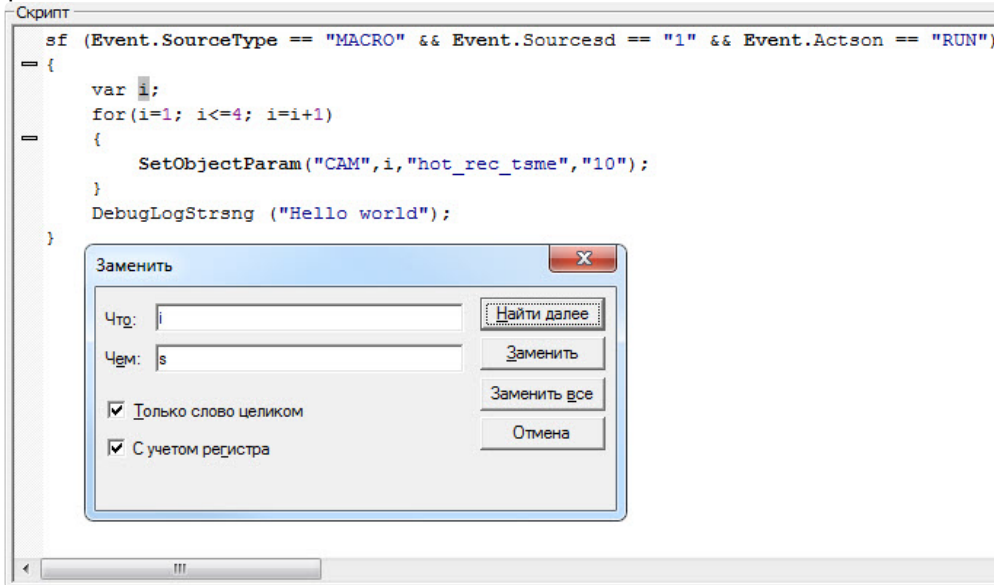 Скрипт
sf (Event.SourceType == "MACRO" && Event.Sourcesd == "1" && Event.Actson == "RUN")
{
var i;
for(i=1; i<=4; i=i+1)
{
SetObjectParam("CAM",i,"hot_rec_tsme","10");
}
DebugLogStrsng ("Hello world");
}
Заменить
Что: i
Найти далее
Чем: s
Заменить
Заменить все
Только слово целиком
Отмена
С учетом регистра